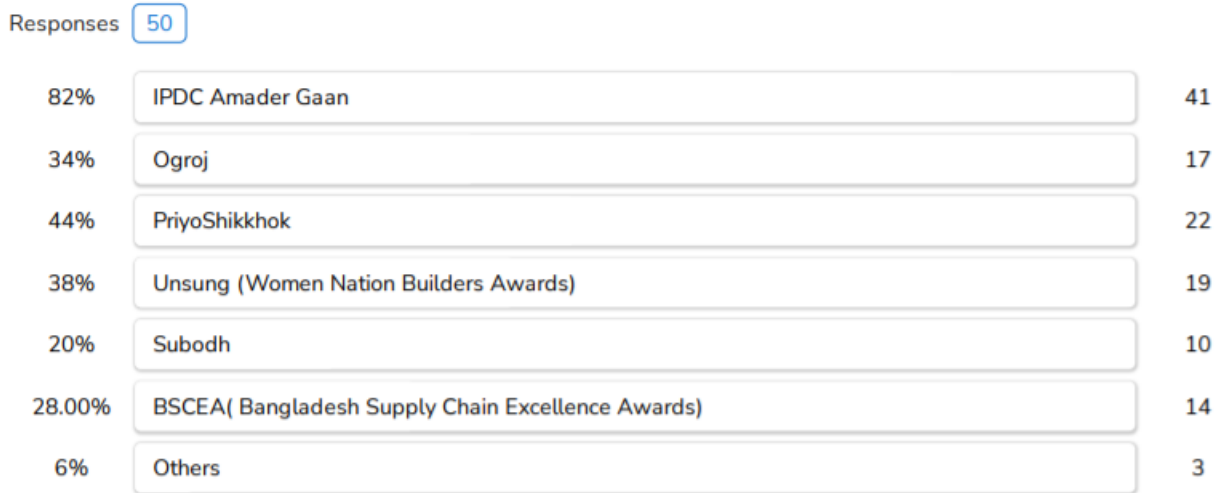 Responses 50
82% IPDC Amader Gaan 41
34% Ogroj 17
44% PriyoShikkhok 22
38% Unsung (Women Nation Builders Awards) 19
20% Subodh 10
28.00% BSCEA( Bangladesh Supply Chain Excellence Awards) 14
6% Others 3